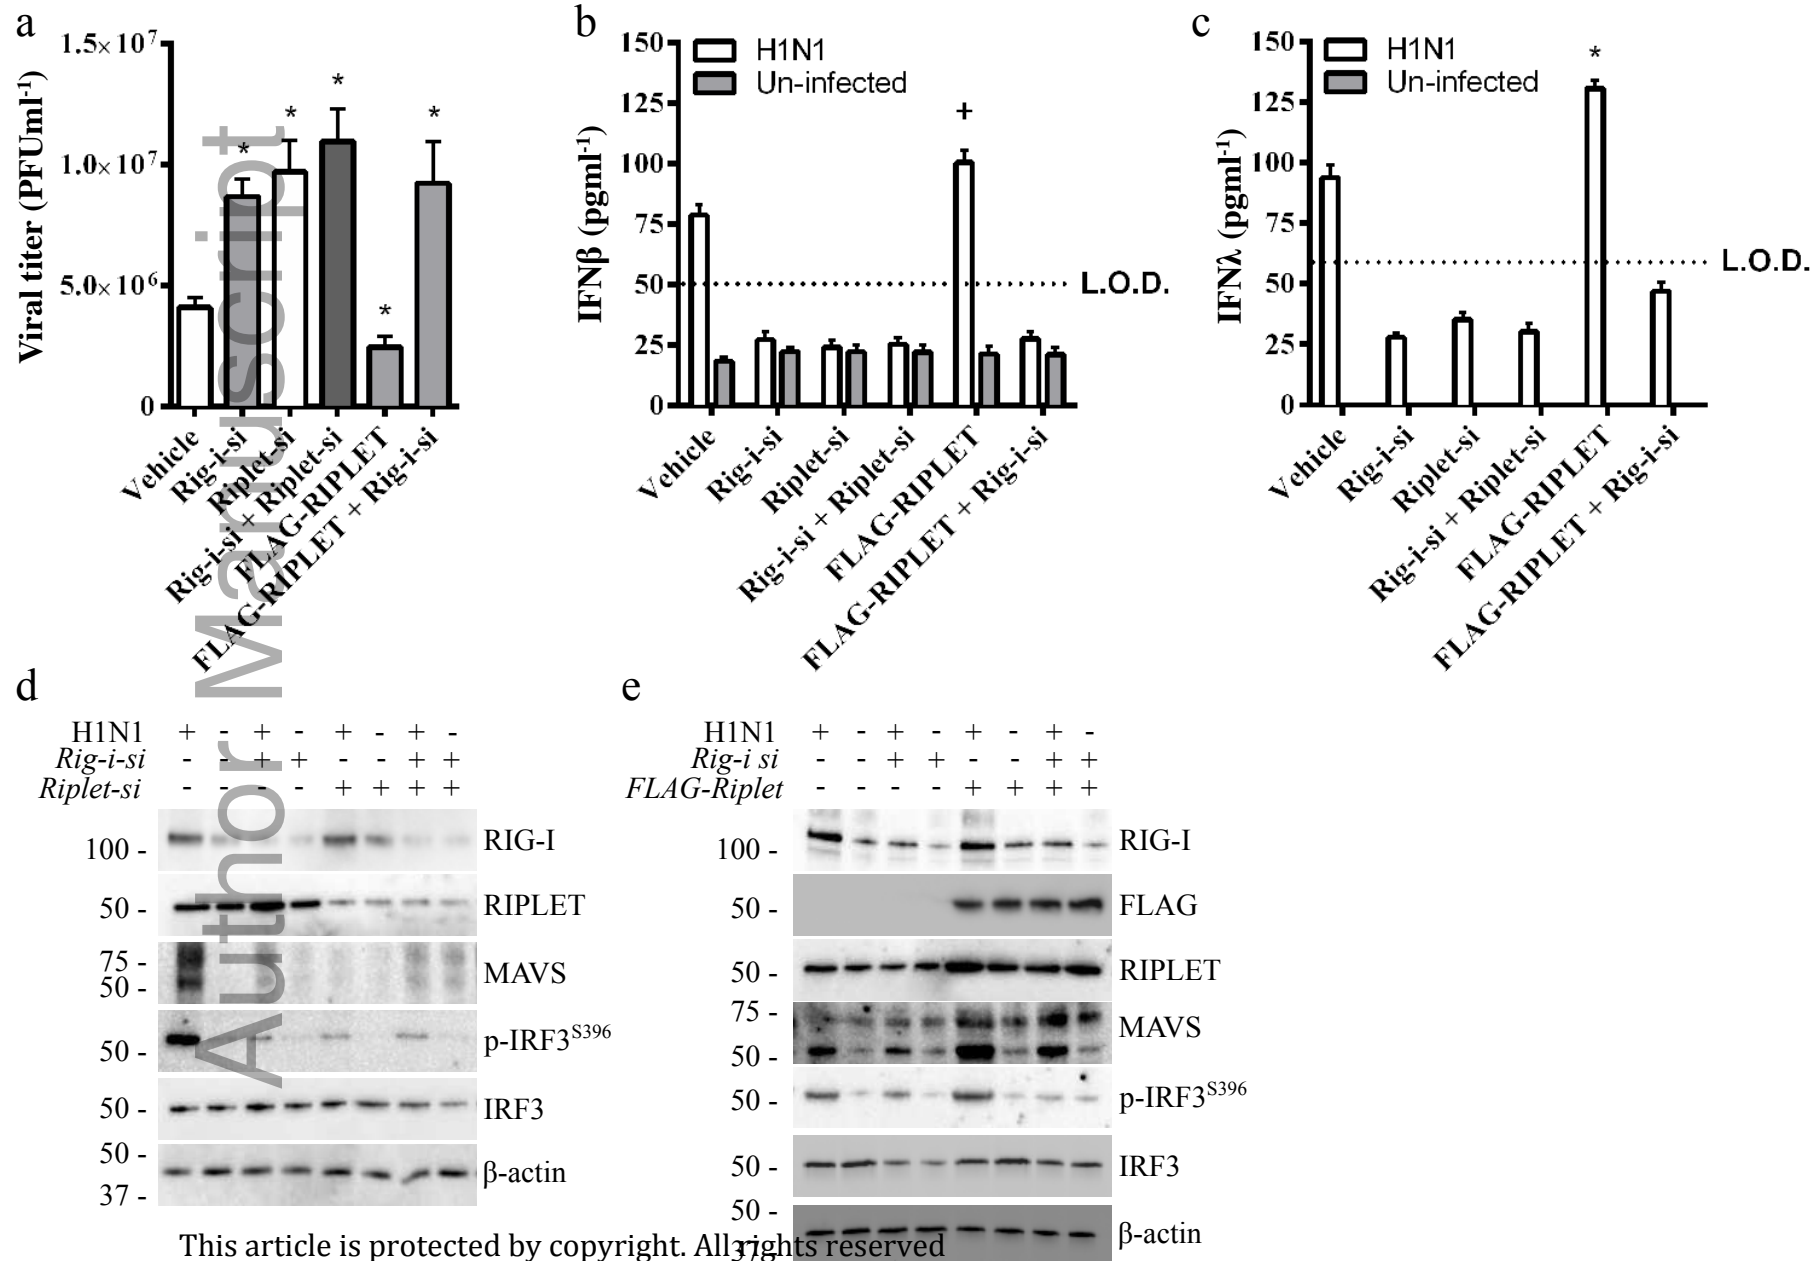 a
1.5× 10⁷
1.0× 10⁷
5.0× 10⁶
0
Viral titer (PFUml⁻¹)
* * * * *
Vehicle
Rig-i-si
Riplet-si
Rig-i-si + Riplet-si
FLAG-RIPLET
FLAG-RIPLET + Rig-i-si
b
H1N1
Un-infected
150
125
100
75
50
25
0
IFNβ (pgml⁻¹)
+
L.O.D.
Vehicle
Rig-i-si
Riplet-si
Rig-i-si + Riplet-si
FLAG-RIPLET
FLAG-RIPLET + Rig-i-si
c
H1N1
Un-infected
150
125
100
75
50
25
0
IFNλ (pgml⁻¹)
*
L.O.D.
Vehicle
Rig-i-si
Riplet-si
Rig-i-si + Riplet-si
FLAG-RIPLET
FLAG-RIPLET + Rig-i-si
d
H1N1 + - + - + - + -
Rig-i-si - - + + - - + +
Riplet-si - - - - + + + +
100 - RIG-I
50 - RIPLET
75 -
50 - MAVS
50 - p-IRF3ˢ³⁹⁶
50 - IRF3
50 -
37 - β-actin
e
H1N1 + - + - + - + -
Rig-i si - - + + - - + +
FLAG-Riplet - - - - + + + +
100 - RIG-I
50 - FLAG
50 - RIPLET
75 -
50 - MAVS
50 - p-IRF3ˢ³⁹⁶
50 - IRF3
50 -
37 - β-actin
Author Manuscript
This article is protected by copyright. All rights reserved